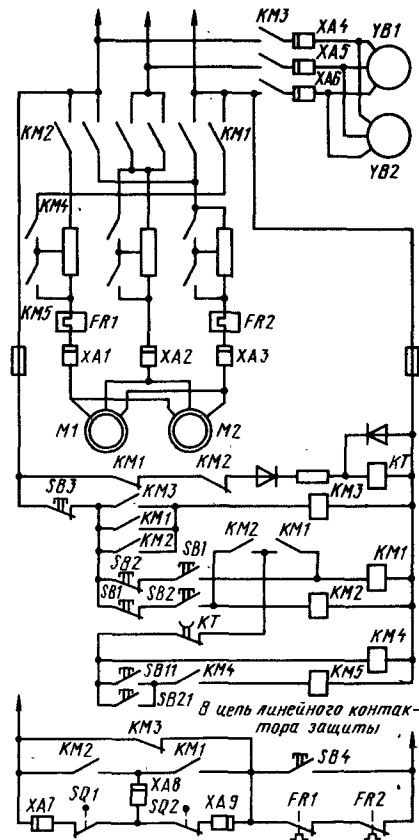 KM3 XA4
XA5 YB1
XA6
KM2 KM1
YB2
KM4
KM5 FR1 FR2
XA1 XA2 XA3
M1 M2
KM1 KM2 KT
SB3 KM3 KM3
KM1
KM2 KM2 KM1
SB2 SB1 KM1
SB1 SB2 KM2
KT KM4
SB11 KM4 KM5
SB21
В цепь линейного контак-
тора защиты
KM3
KM2 KM1 SB4
XA8
XA7 SQ1 SQ2 XA9 FR1 FR2